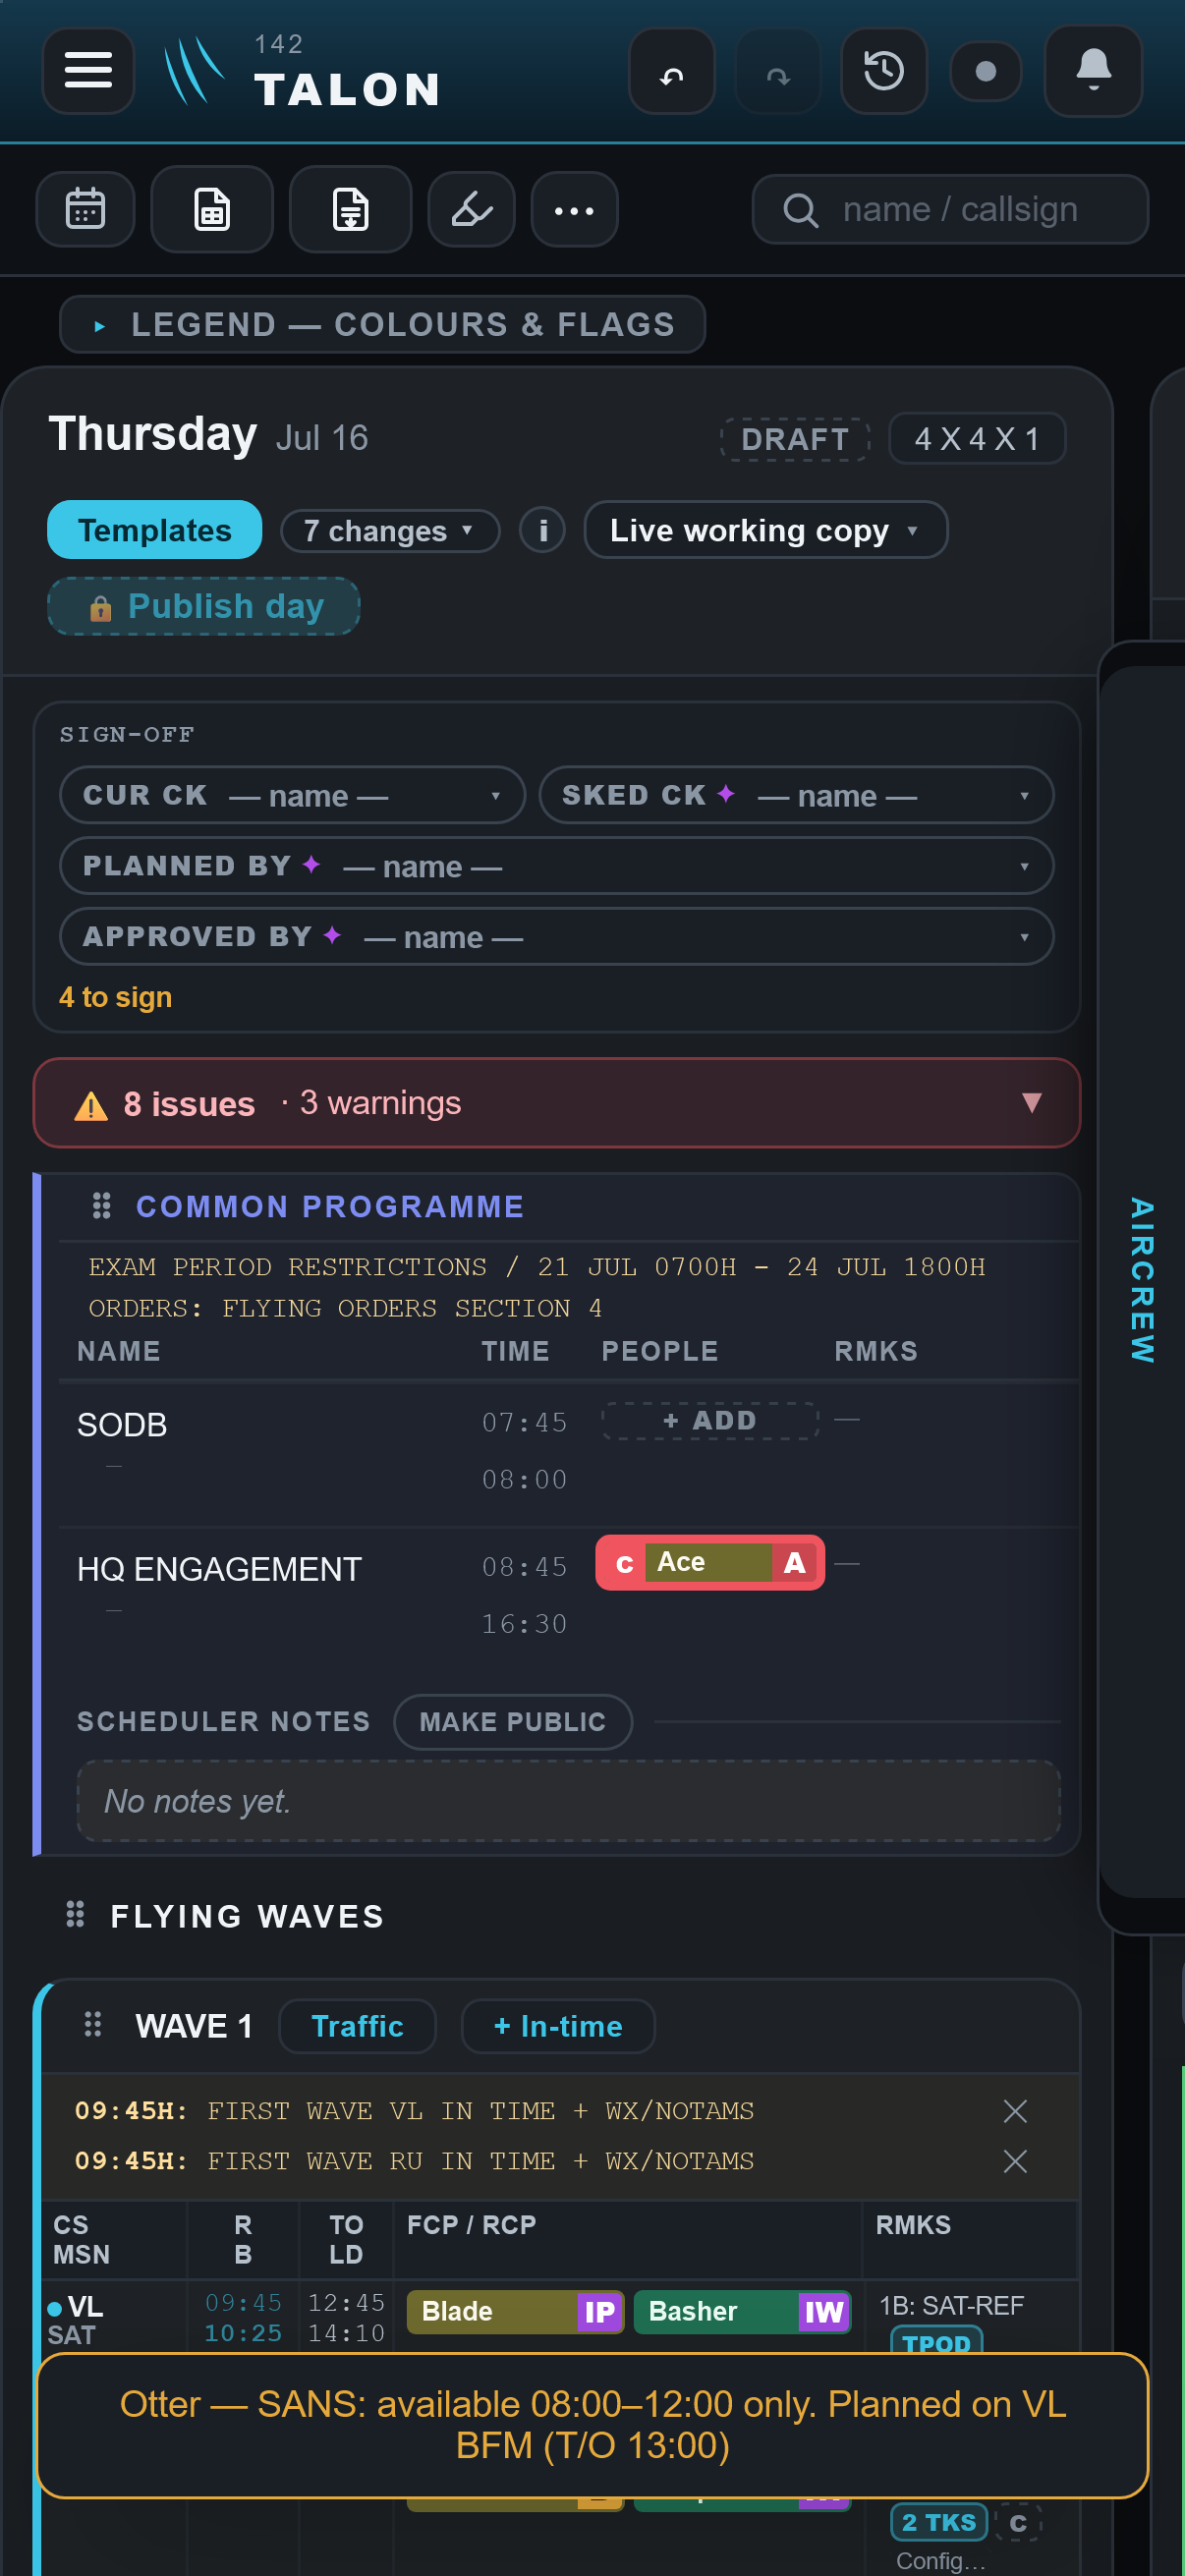 142
TALON
name / callsign
LEGEND — COLOURS & FLAGS
Thursday Jul 16 DRAFT 4 X 4 X 1
Templates 7 changes i Live working copy
Publish day
SIGN-OFF
CUR CK — name — SKED CK — name —
PLANNED BY — name —
APPROVED BY — name —
4 to sign
8 issues · 3 warnings
COMMON PROGRAMME
EXAM PERIOD RESTRICTIONS / 21 JUL 0700H - 24 JUL 1800H
ORDERS: FLYING ORDERS SECTION 4
NAME TIME PEOPLE RMKS
SODB 07:45 + ADD —
— 08:00
HQ ENGAGEMENT 08:45 C Ace A —
— 16:30
AIRCREW
SCHEDULER NOTES MAKE PUBLIC
No notes yet.
FLYING WAVES
WAVE 1 Traffic + In-time
09:45H: FIRST WAVE VL IN TIME + WX/NOTAMS
09:45H: FIRST WAVE RU IN TIME + WX/NOTAMS
CS R TO FCP / RCP RMKS
MSN B LD
VL 09:45 12:45 Blade IP Basher IW 1B: SAT-REF
SAT 10:25 14:10 TPOD
Otter — SANS: available 08:00–12:00 only. Planned on VL
BFM (T/O 13:00)
2 TKS C
Config…